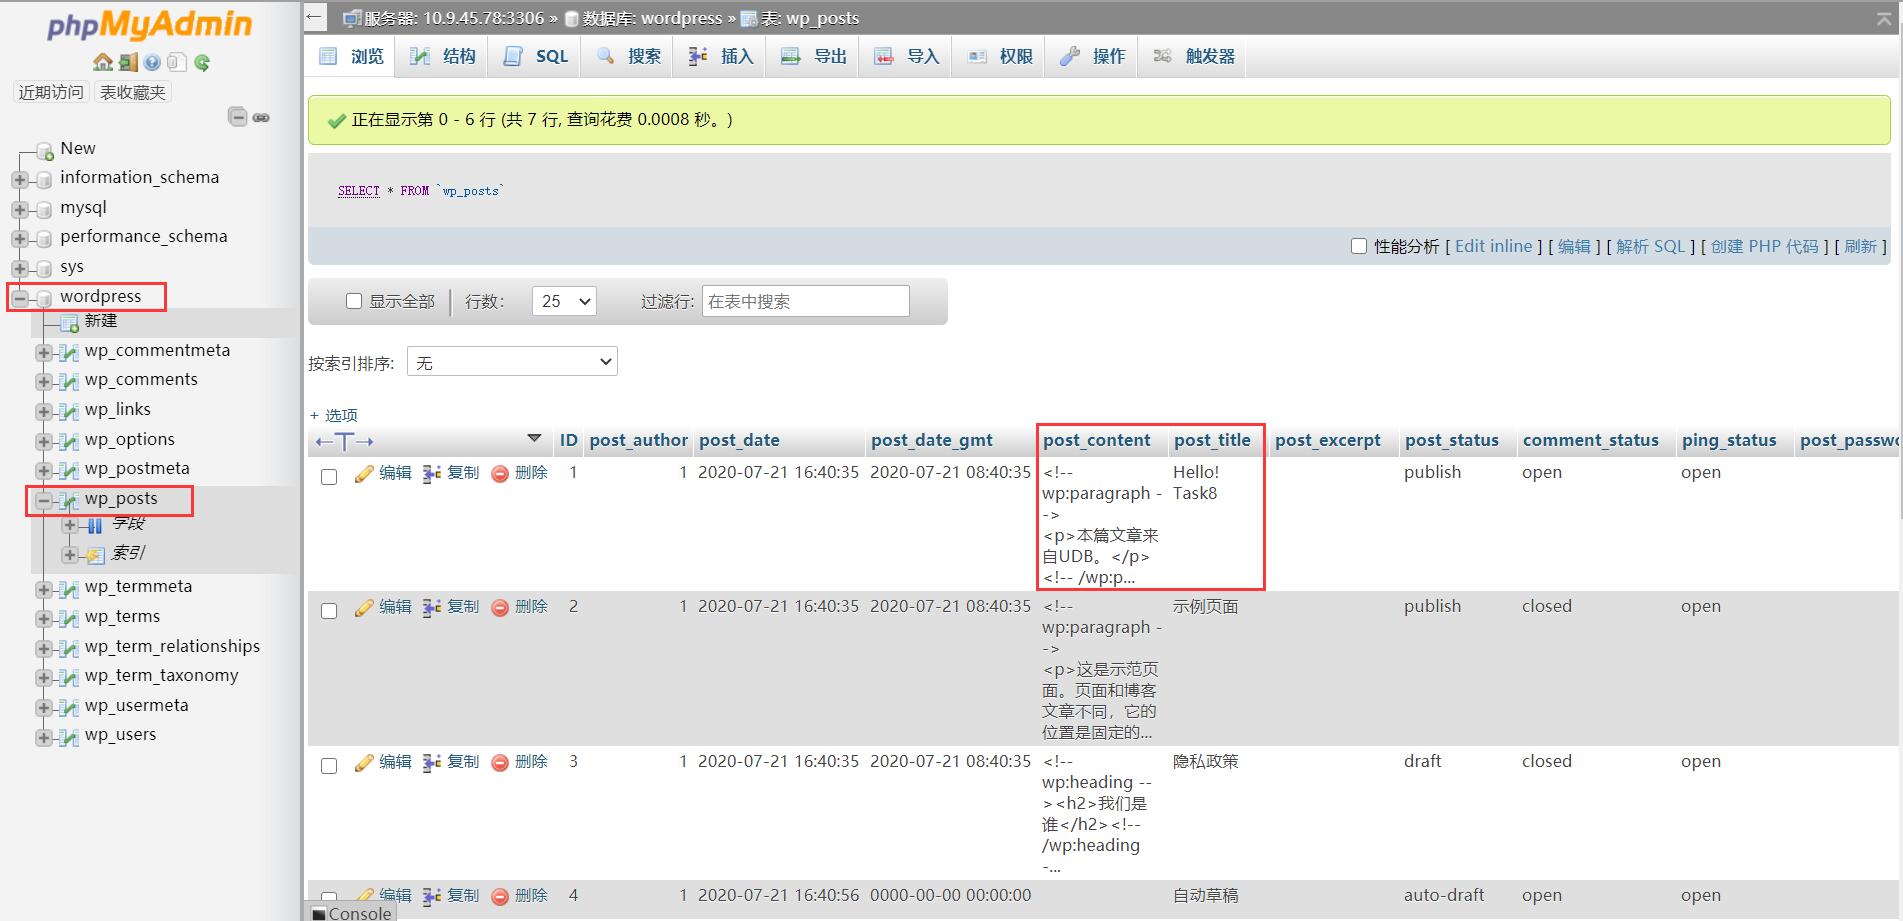 phpMyAdmin
近期访问 表收藏夹
New
information_schema
mysql
performance_schema
sys
wordpress
新建
wp_commentmeta
wp_comments
wp_links
wp_options
wp_postmeta
wp_posts
字段
索引
wp_termmeta
wp_terms
wp_term_relationships
wp_term_taxonomy
wp_usermeta
wp_users
服务器: 10.9.45.78:3306 » 数据库: wordpress » 表: wp_posts
浏览 结构 SQL 搜索 插入 导出 导入 权限 操作 触发器
正在显示第 0 - 6 行 (共 7 行, 查询花费 0.0008 秒。)
SELECT * FROM `wp_posts`
性能分析 [ Edit inline ] [ 编辑 ] [ 解析 SQL ] [ 创建 PHP 代码 ] [ 刷新 ]
显示全部 行数: 25 过滤行: 在表中搜索
按索引排序: 无
+ 选项
←T→ ID post_author post_date post_date_gmt post_content post_title post_excerpt post_status comment_status ping_status post_passwo
编辑 复制 删除 1 1 2020-07-21 16:40:35 2020-07-21 08:40:35 <!-- Hello! publish open open
wp:paragraph - Task8
->
<p>本篇文章来
自UDB。</p>
<!-- /wp:p...
编辑 复制 删除 2 1 2020-07-21 16:40:35 2020-07-21 08:40:35 <!-- 示例页面 publish closed open
wp:paragraph -
->
<p>这是示范页
面。页面和博客
文章不同，它的
位置是固定的...
编辑 复制 删除 3 1 2020-07-21 16:40:35 2020-07-21 08:40:35 <!-- 隐私政策 draft closed open
wp:heading --
><h2>我们是
谁</h2><!--
/wp:heading
-...
编辑 复制 删除 4 1 2020-07-21 16:40:56 0000-00-00 00:00:00 自动草稿 auto-draft open open
Console